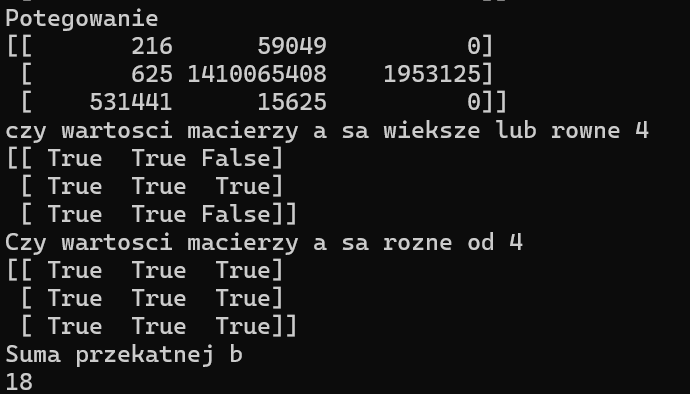 Potegowanie
[[       216      59049          0]
 [       625 1410065408    1953125]
 [    531441      15625          0]]
czy wartosci macierzy a sa wieksze lub rowne 4
[[ True  True False]
 [ True  True  True]
 [ True  True False]]
Czy wartosci macierzy a sa rozne od 4
[[ True  True  True]
 [ True  True  True]
 [ True  True  True]]
Suma przekatnej b
18